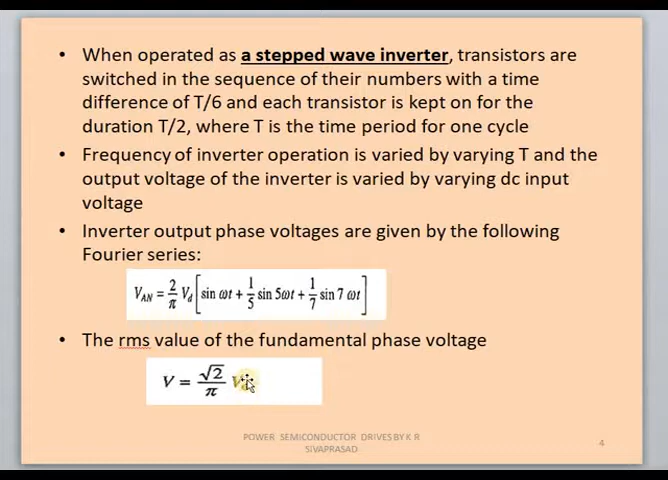 • When operated as a stepped wave inverter, transistors are
switched in the sequence of their numbers with a time
difference of T/6 and each transistor is kept on for the
duration T/2, where T is the time period for one cycle
• Frequency of inverter operation is varied by varying T and the
output voltage of the inverter is varied by varying dc input
voltage
• Inverter output phase voltages are given by the following
Fourier series:
V_AN = 2/π V_d [sin ωt + 1/5 sin 5ωt + 1/7 sin 7 ωt]
• The rms value of the fundamental phase voltage
V = √2/π V
POWER SEMICONDUCTOR DRIVES BY K R
SIVAPRASAD
4